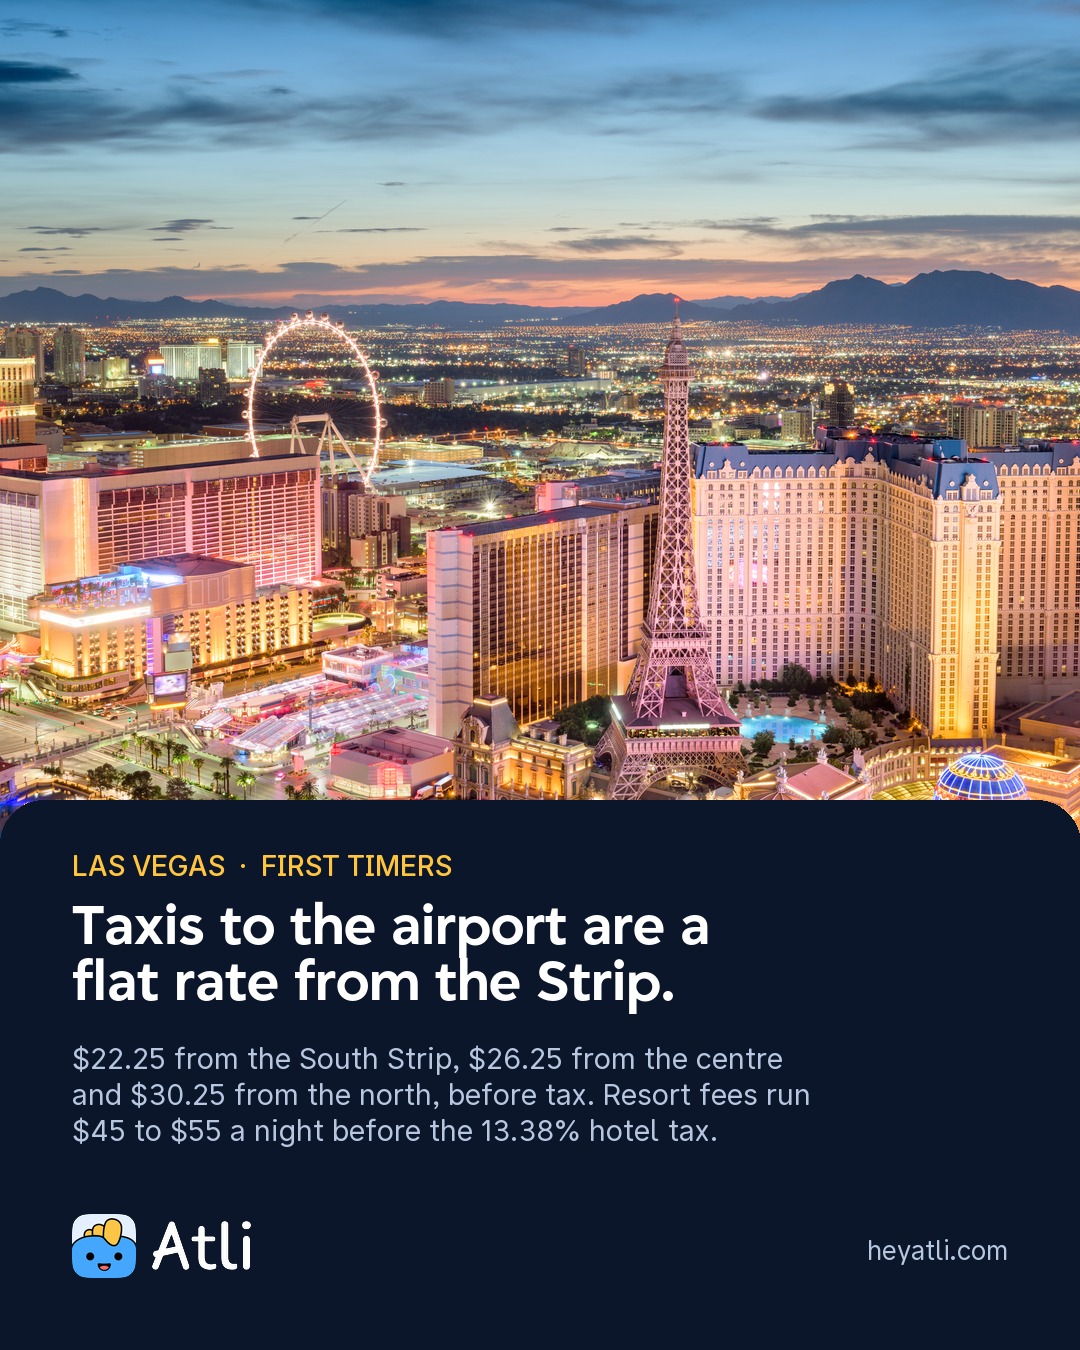 LAS VEGAS · FIRST TIMERS
Taxis to the airport are a
flat rate from the Strip.
$22.25 from the South Strip, $26.25 from the centre
and $30.25 from the north, before tax. Resort fees run
$45 to $55 a night before the 13.38% hotel tax.
Atli
heyatli.com